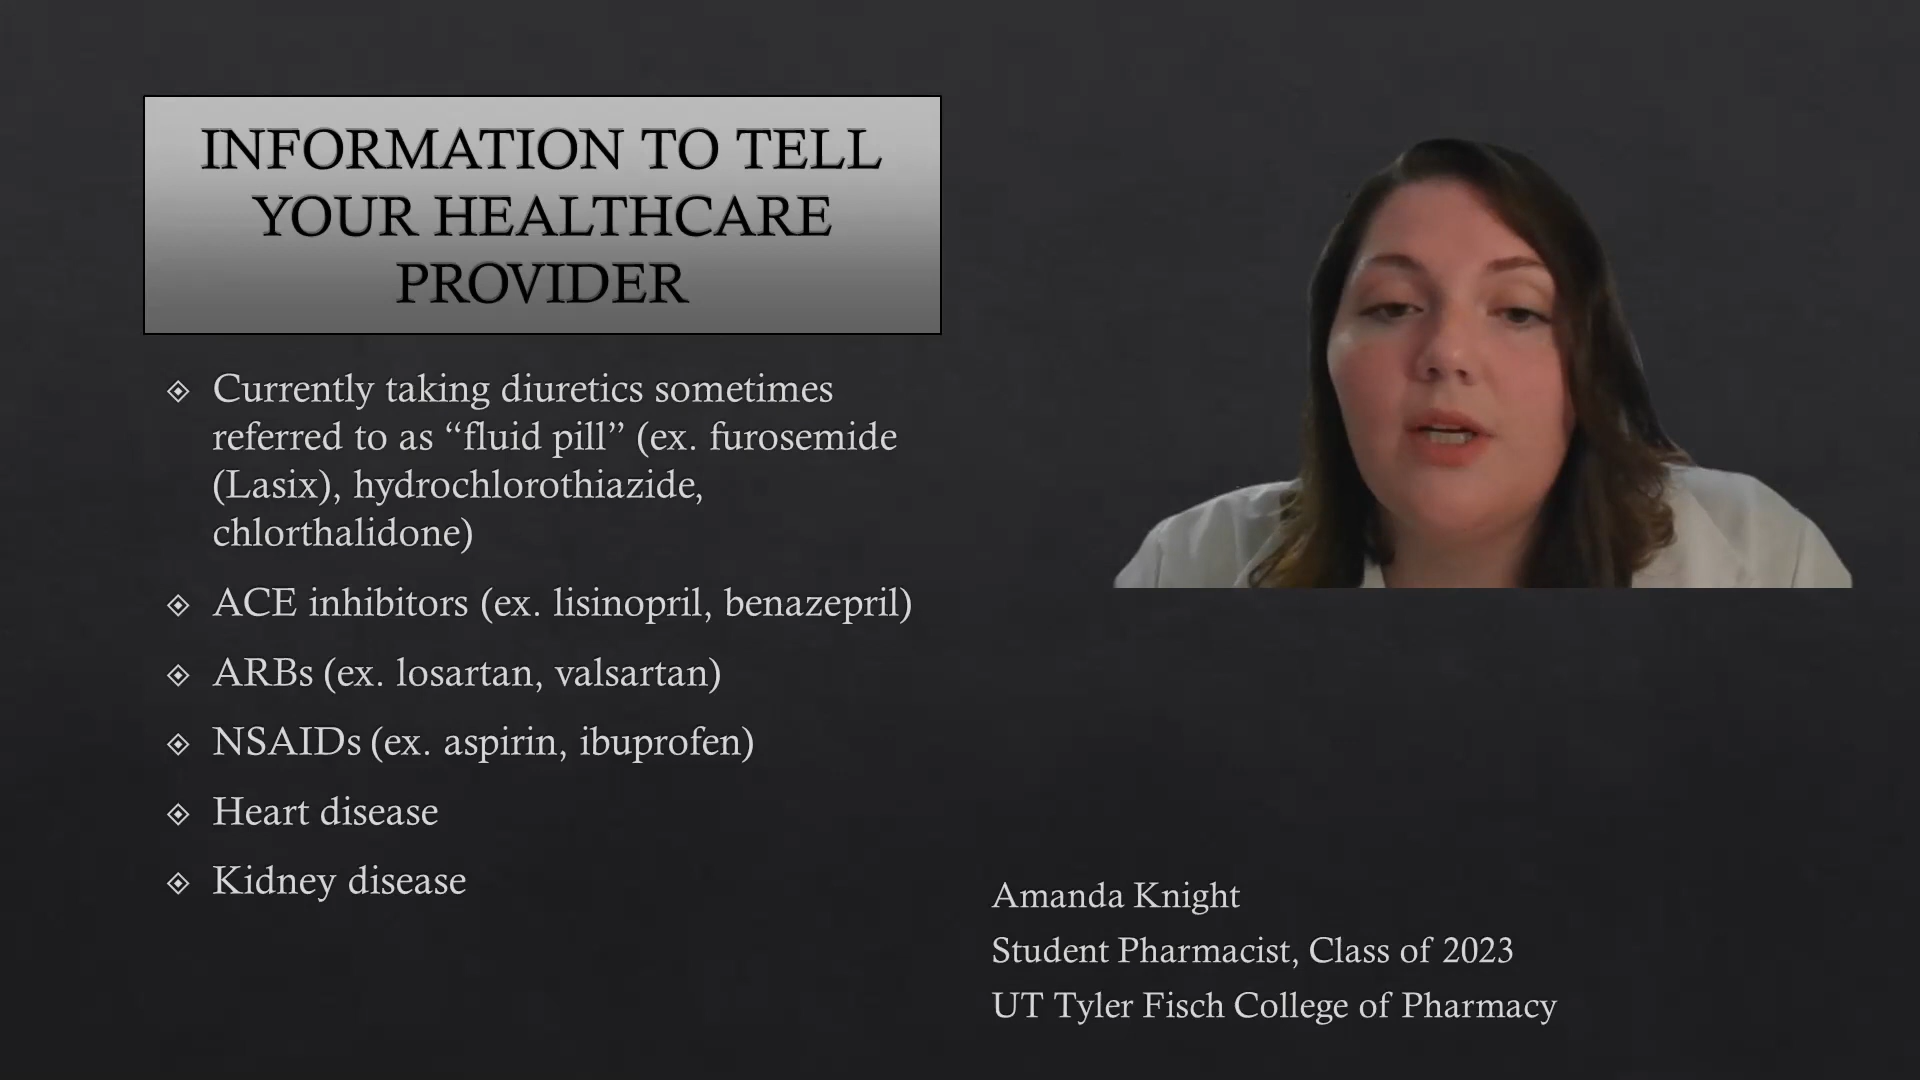 INFORMATION TO TELL
YOUR HEALTHCARE
PROVIDER
Currently taking diuretics sometimes
referred to as “fluid pill” (ex. furosemide
(Lasix), hydrochlorothiazide,
chlorthalidone)
ACE inhibitors (ex. lisinopril, benazepril)
ARBs (ex. losartan, valsartan)
NSAIDs (ex. aspirin, ibuprofen)
Heart disease
Kidney disease
Amanda Knight
Student Pharmacist, Class of 2023
UT Tyler Fisch College of Pharmacy